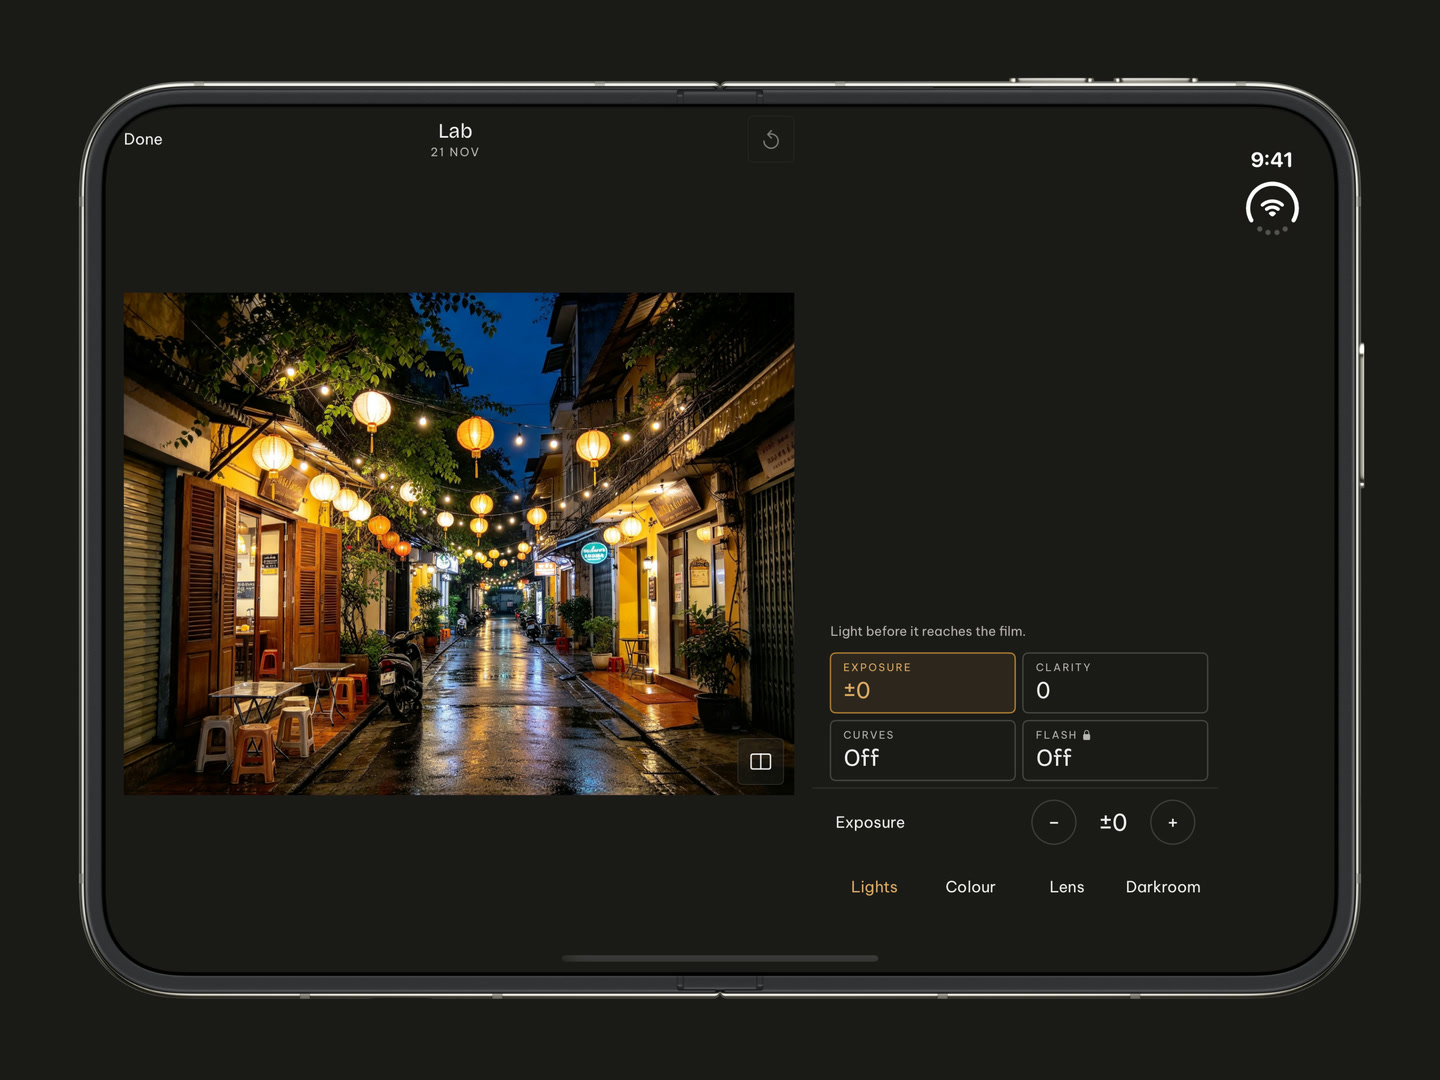 Done
Lab
21 NOV
9:41
Light before it reaches the film.
EXPOSURE
±0
CLARITY
0
CURVES
Off
FLASH
Off
Exposure
−
±0
+
Lights
Colour
Lens
Darkroom